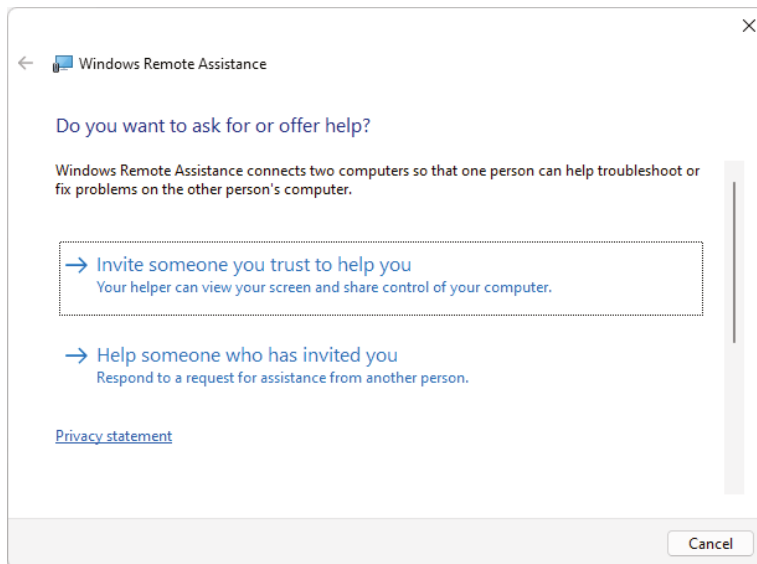 Windows Remote Assistance
Do you want to ask for or offer help?
Windows Remote Assistance connects two computers so that one person can help troubleshoot or
fix problems on the other person's computer.
Invite someone you trust to help you
Your helper can view your screen and share control of your computer.
Help someone who has invited you
Respond to a request for assistance from another person.
Privacy statement
Cancel